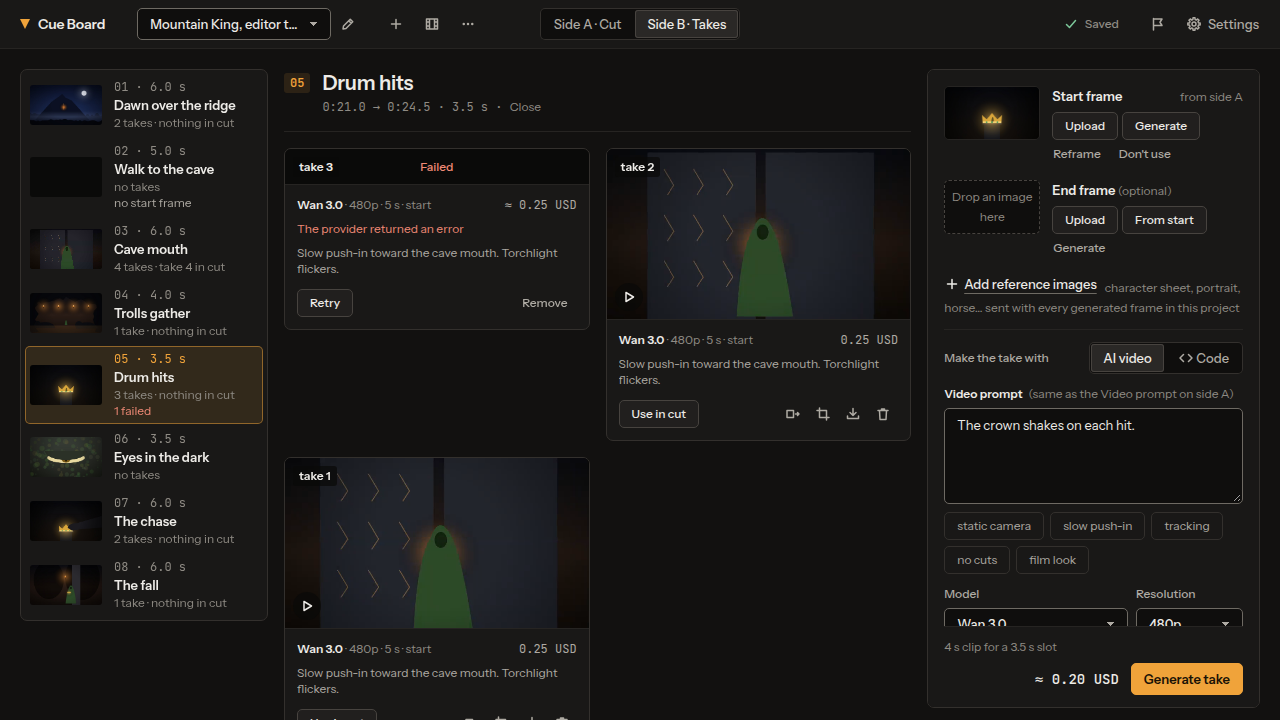 Cue Board
Mountain King, editor t...
Side A · Cut
Side B · Takes
Saved
Settings
01 · 6.0 s
Dawn over the ridge
2 takes · nothing in cut
02 · 5.0 s
Walk to the cave
no takes
no start frame
03 · 6.0 s
Cave mouth
4 takes · take 4 in cut
04 · 4.0 s
Trolls gather
1 take · nothing in cut
05 · 3.5 s
Drum hits
3 takes · nothing in cut
1 failed
06 · 3.5 s
Eyes in the dark
no takes
07 · 6.0 s
The chase
2 takes · nothing in cut
08 · 6.0 s
The fall
1 take · nothing in cut
05 Drum hits
0:21.0 → 0:24.5 · 3.5 s · Close
take 3 Failed
Wan 3.0 · 480p · 5 s · start ≈ 0.25 USD
The provider returned an error
Slow push-in toward the cave mouth. Torchlight
flickers.
Retry Remove
take 2
Wan 3.0 · 480p · 5 s · start 0.25 USD
Slow push-in toward the cave mouth. Torchlight
flickers.
Use in cut
take 1
Wan 3.0 · 480p · 5 s · start 0.25 USD
Slow push-in toward the cave mouth. Torchlight
flickers.
Start frame from side A
Upload Generate
Reframe Don't use
Drop an image
here
End frame (optional)
Upload From start
Generate
Add reference images character sheet, portrait,
horse... sent with every generated frame in this project
Make the take with AI video <> Code
Video prompt (same as the Video prompt on side A)
The crown shakes on each hit.
static camera slow push-in tracking
no cuts film look
Model Resolution
Wan 3.0 480p
4 s clip for a 3.5 s slot
≈ 0.20 USD Generate take